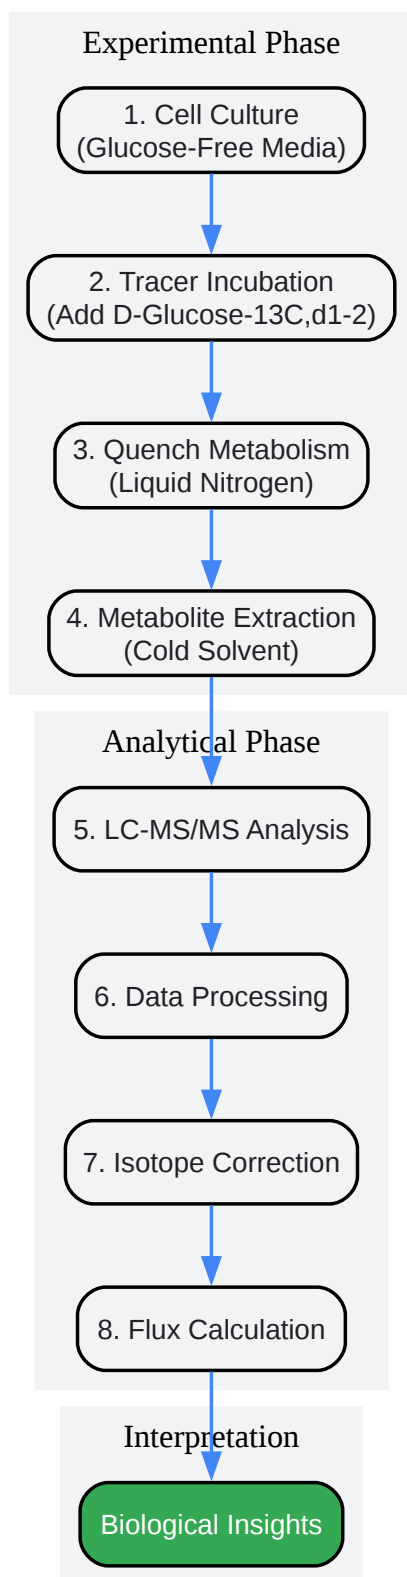 Experimental Phase
1. Cell Culture
(Glucose-Free Media)
2. Tracer Incubation
(Add D-Glucose-13C,d1-2)
3. Quench Metabolism
(Liquid Nitrogen)
4. Metabolite Extraction
(Cold Solvent)
Analytical Phase
5. LC-MS/MS Analysis
6. Data Processing
7. Isotope Correction
8. Flux Calculation
Interpretation
Biological Insights